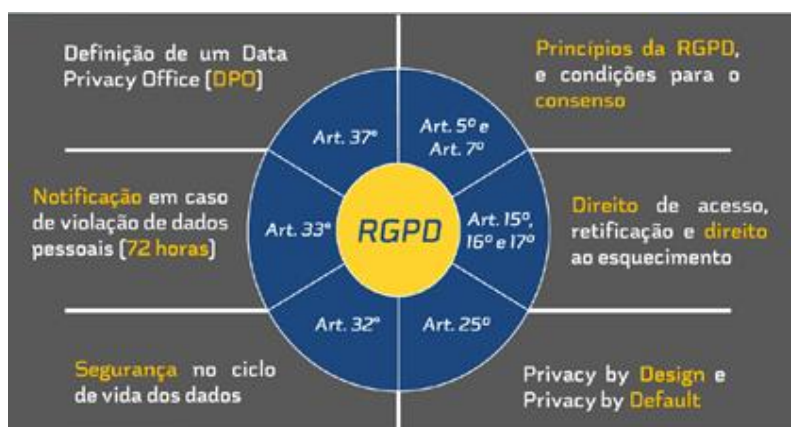 Definição de um Data
Privacy Office (DPO)
Princípios da RGPD,
e condições para o
consenso
Art. 37º
Art. 5º e
Art. 7º
Notificação em caso
de violação de dados
pessoais (72 horas)
Art. 33º
RGPD
Art. 15º,
16º e 17º
Direito de acesso,
retificação e direito
ao esquecimento
Art. 32º
Art. 25º
Segurança no ciclo
de vida dos dados
Privacy by Design e
Privacy by Default